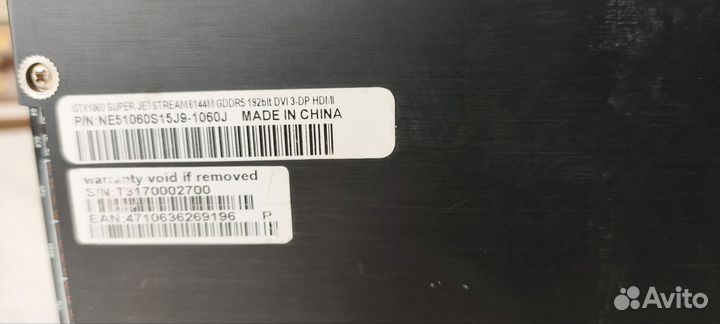 GTX1060 SUPER JETSTREAM 6144M GDDR5 192bit DVI 3-DP HDMI
P/N:NE51060S15J9-1060J MADE IN CHINA
warranty void if removed
S/N:T3170002700
EAN:4710636269196 P
Avito